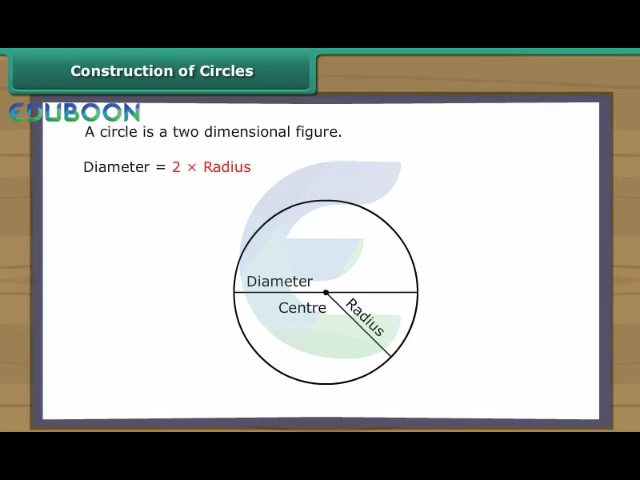 Construction of Circles
EDUBOON
A circle is a two dimensional figure.
Diameter = 2 × Radius
Diameter
Centre
Radius